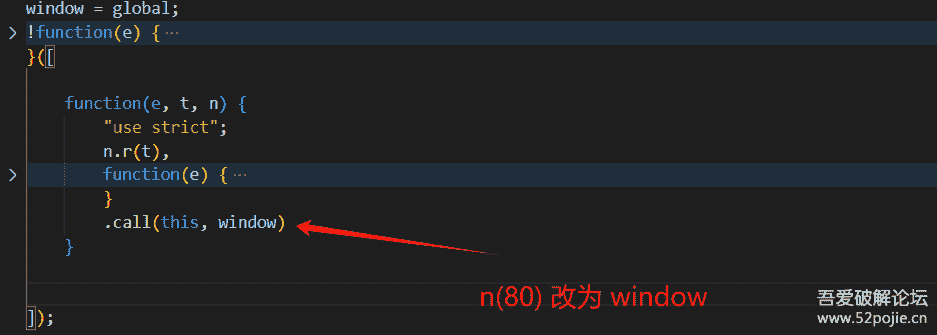 window = global;
!function(e) { ···
}([
function(e, t, n) {
"use strict";
n.r(t),
function(e) { ···
}
.call(this, window)
}
n(80) 改为 window
]);
吾爱破解论坛
www.52pojie.cn